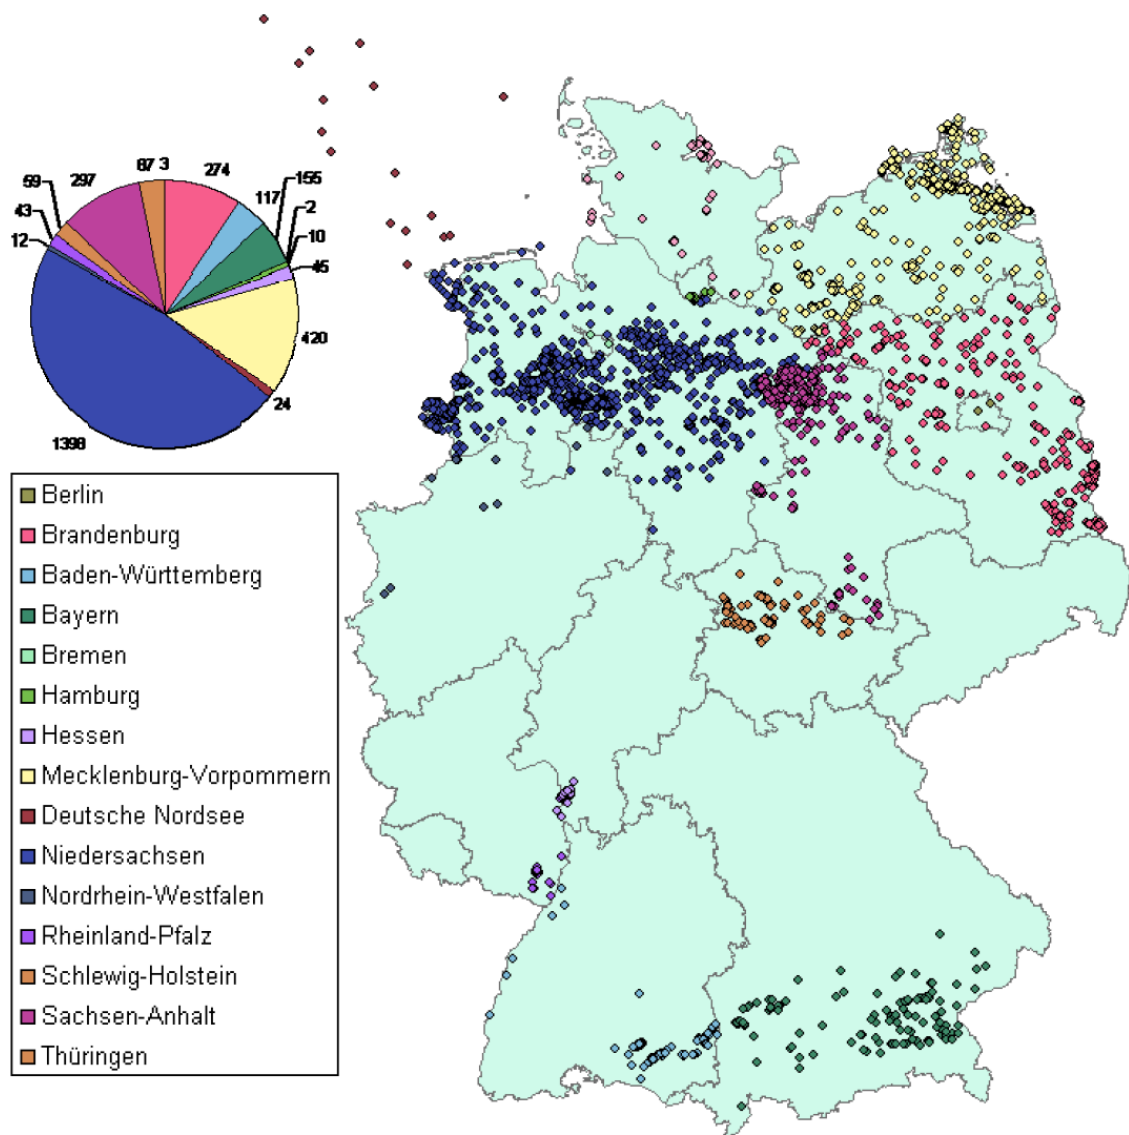 87 3
297
274
59
155
117
43
2
12
10
45
420
24
1398
Berlin
Brandenburg
Baden-Württemberg
Bayern
Bremen
Hamburg
Hessen
Mecklenburg-Vorpommern
Deutsche Nordsee
Niedersachsen
Nordrhein-Westfalen
Rheinland-Pfalz
Schlewig-Holstein
Sachsen-Anhalt
Thüringen